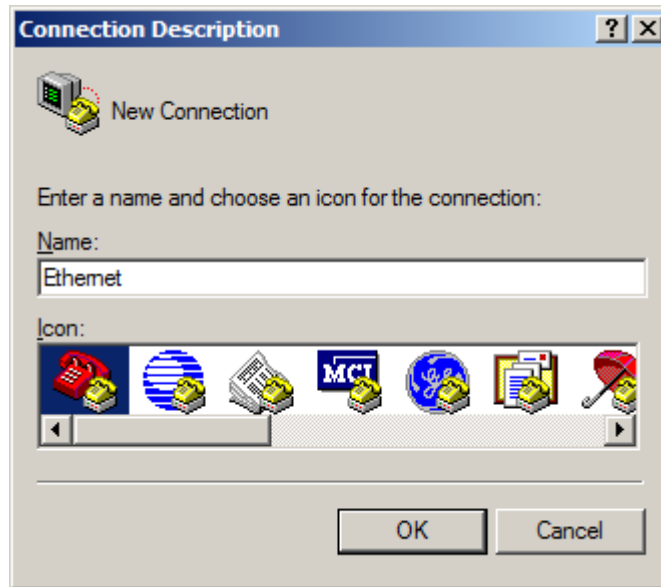 Connection Description
New Connection
Enter a name and choose an icon for the connection:
Name:
Ethernet
Icon:
MCI
OK Cancel